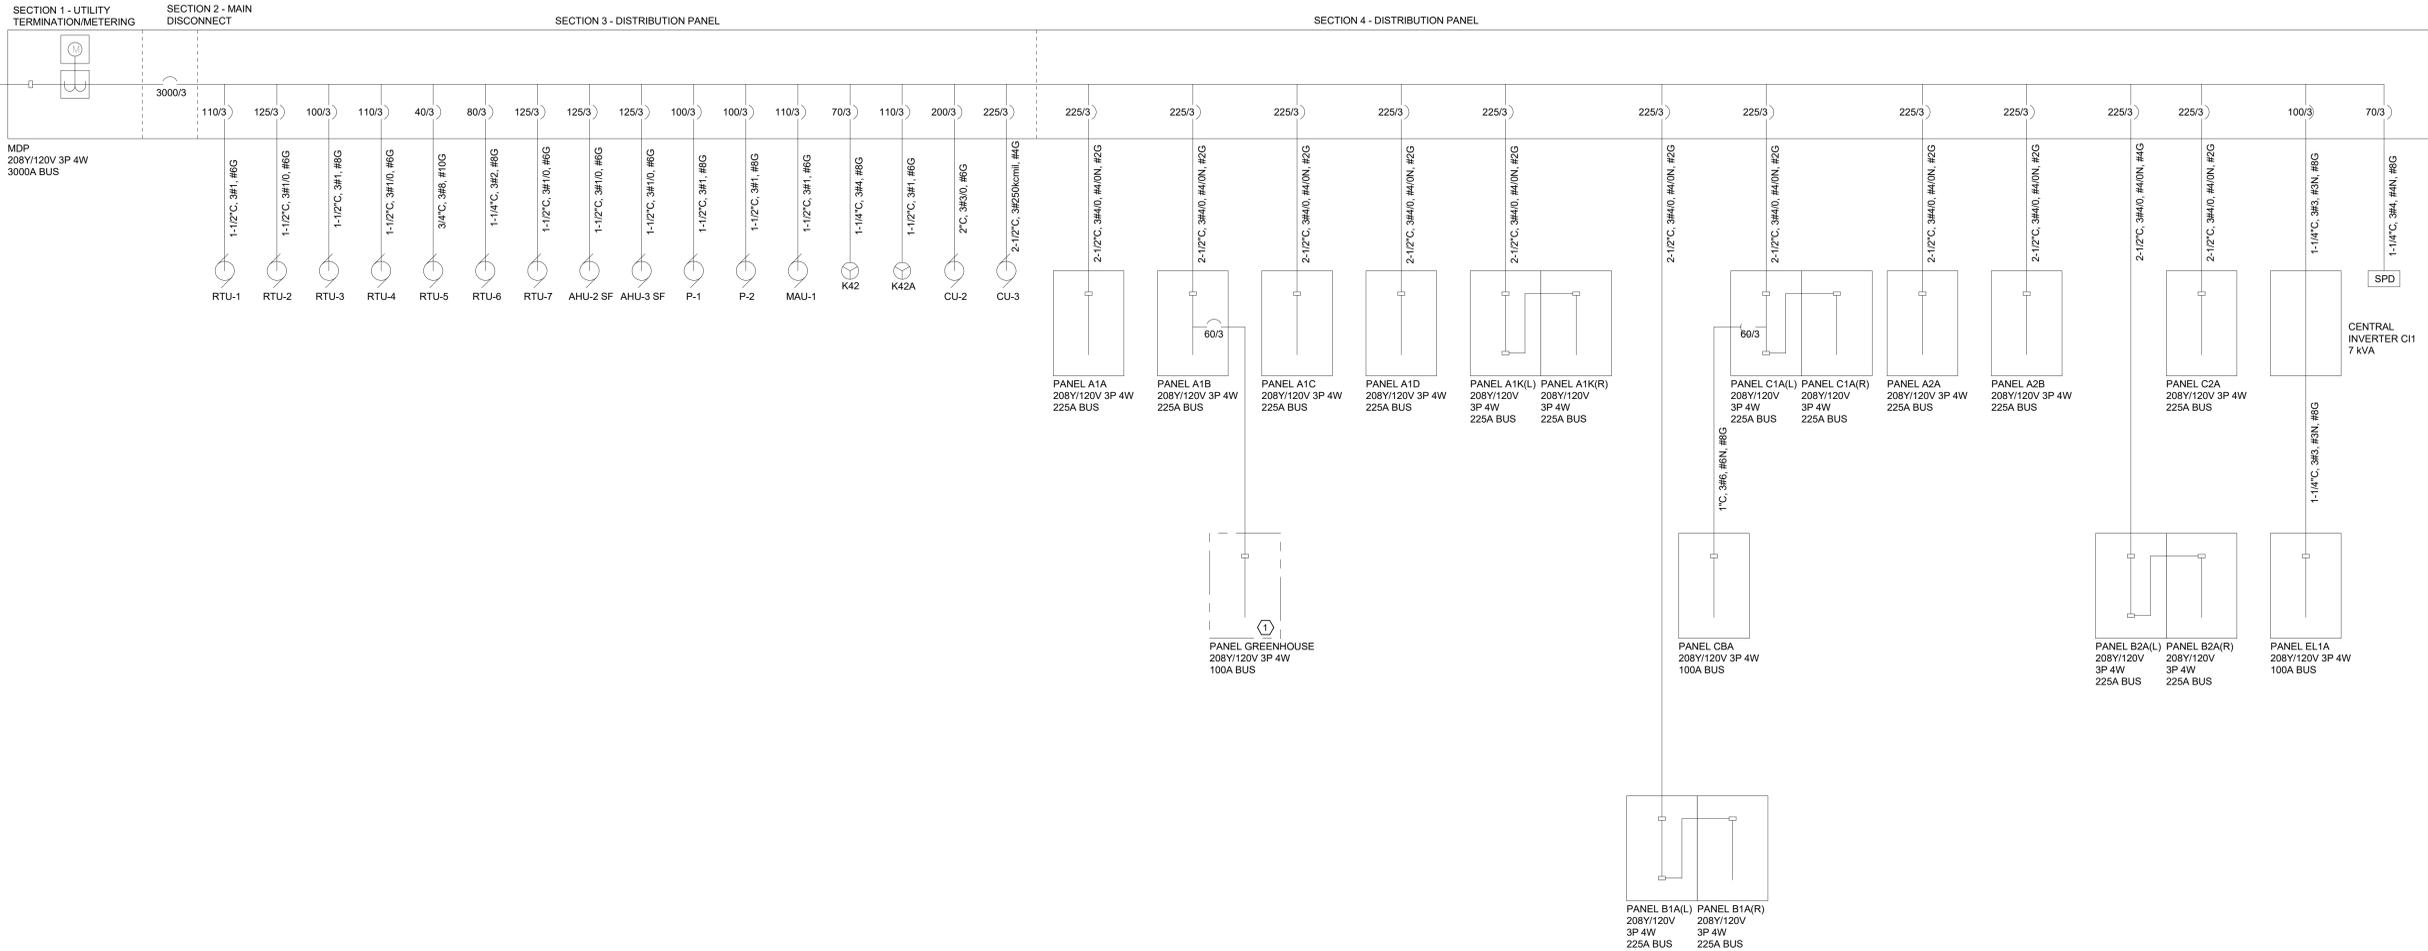 SECTION 1 - UTILITY
TERMINATION/METERING
SECTION 2 - MAIN
DISCONNECT
SECTION 3 - DISTRIBUTION PANEL
SECTION 4 - DISTRIBUTION PANEL
M
3000/3
110/3
125/3
100/3
110/3
40/3
80/3
125/3
125/3
125/3
100/3
100/3
110/3
70/3
110/3
200/3
225/3
225/3
225/3
225/3
225/3
225/3
225/3
225/3
225/3
225/3
225/3
225/3
100/3
70/3
MDP
208Y/120V 3P 4W
3000A BUS
1-1/2"C, 3#1, #6G
1-1/2"C, 3#1/0, #6G
1-1/2"C, 3#1, #8G
1-1/2"C, 3#1/0, #6G
3/4"C, 3#8, #10G
1-1/4"C, 3#2, #8G
1-1/2"C, 3#1/0, #6G
1-1/2"C, 3#1/0, #6G
1-1/2"C, 3#1/0, #6G
1-1/2"C, 3#1, #8G
1-1/2"C, 3#1, #8G
1-1/2"C, 3#1, #6G
1-1/4"C, 3#4, #8G
1-1/2"C, 3#1, #6G
2"C, 3#3/0, #6G
2-1/2"C, 3#250kcmil, #4G
2-1/2"C, 3#4/0, #4/0N, #2G
2-1/2"C, 3#4/0, #4/0N, #2G
2-1/2"C, 3#4/0, #4/0N, #2G
2-1/2"C, 3#4/0, #4/0N, #2G
2-1/2"C, 3#4/0, #4/0N, #2G
2-1/2"C, 3#4/0, #4/0N, #2G
2-1/2"C, 3#4/0, #4/0N, #2G
2-1/2"C, 3#4/0, #4/0N, #2G
2-1/2"C, 3#4/0, #4/0N, #2G
2-1/2"C, 3#4/0, #4/0N, #4G
2-1/2"C, 3#4/0, #4/0N, #2G
1-1/4"C, 3#3, #3N, #8G
1-1/4"C, 3#4, #4N, #8G
RTU-1
RTU-2
RTU-3
RTU-4
RTU-5
RTU-6
RTU-7
AHU-2 SF
AHU-3 SF
P-1
P-2
MAU-1
K42
K42A
CU-2
CU-3
SPD
60/3
60/3
CENTRAL
INVERTER CI1
7 kVA
PANEL A1A
208Y/120V 3P 4W
225A BUS
PANEL A1B
208Y/120V 3P 4W
225A BUS
PANEL A1C
208Y/120V 3P 4W
225A BUS
PANEL A1D
208Y/120V 3P 4W
225A BUS
PANEL A1K(L)
208Y/120V
3P 4W
225A BUS
PANEL A1K(R)
208Y/120V
3P 4W
225A BUS
PANEL C1A(L)
208Y/120V
3P 4W
225A BUS
PANEL C1A(R)
208Y/120V
3P 4W
225A BUS
PANEL A2A
208Y/120V 3P 4W
225A BUS
PANEL A2B
208Y/120V 3P 4W
225A BUS
PANEL C2A
208Y/120V 3P 4W
225A BUS
1"C, 3#6, #6N, #8G
1-1/4"C, 3#3, #3N, #8G
1
PANEL GREENHOUSE
208Y/120V 3P 4W
100A BUS
PANEL CBA
208Y/120V 3P 4W
100A BUS
PANEL B2A(L)
208Y/120V
3P 4W
225A BUS
PANEL B2A(R)
208Y/120V
3P 4W
225A BUS
PANEL EL1A
208Y/120V 3P 4W
100A BUS
PANEL B1A(L)
208Y/120V
3P 4W
225A BUS
PANEL B1A(R)
208Y/120V
3P 4W
225A BUS